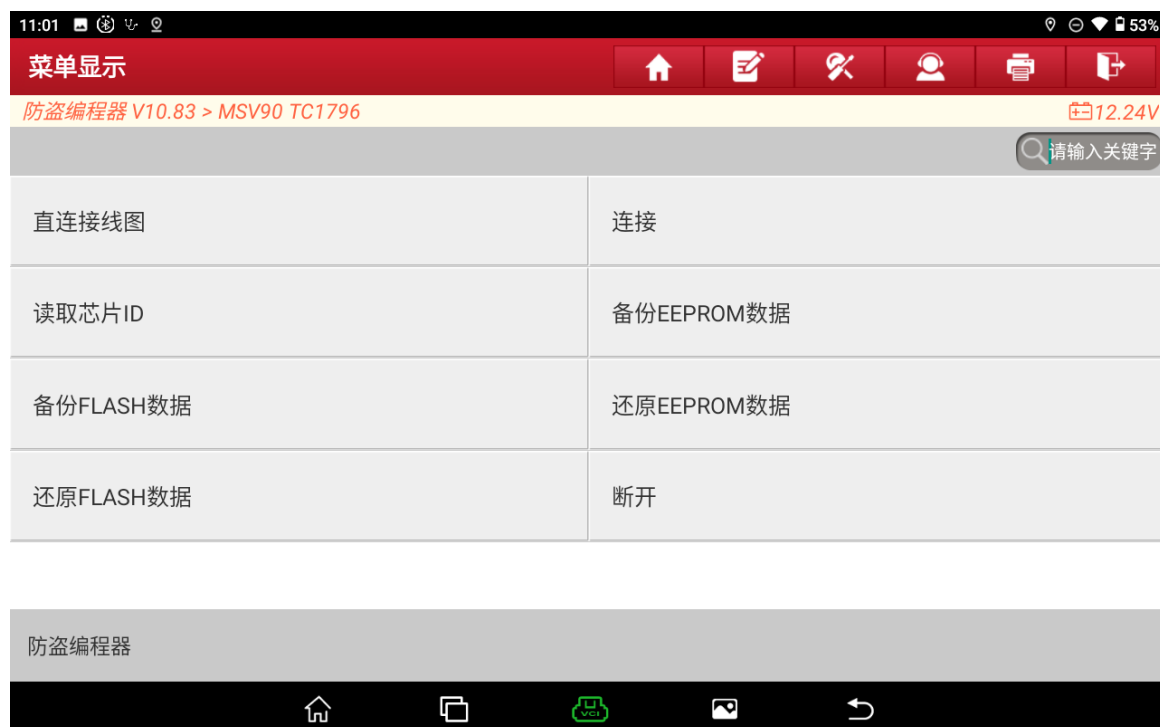 11:01 53%
菜单显示
防盗编程器 V10.83 > MSV90 TC1796 12.24V
请输入关键字
直连接线图 连接
读取芯片ID 备份EEPROM数据
备份FLASH数据 还原EEPROM数据
还原FLASH数据 断开
防盗编程器
VCI